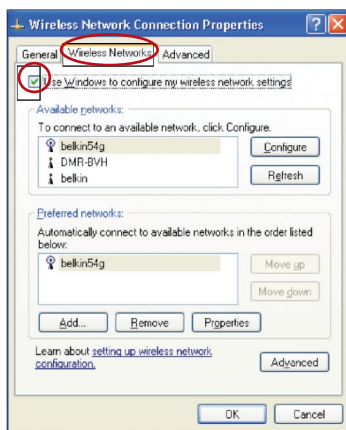 Wireless Network Connection Properties
General Wireless Networks Advanced
Use Windows to configure my wireless network settings
Available networks:
To connect to an available network, click Configure.
belkin54g
Configure
DMR-BVH
belkin
Refresh
Preferred networks:
Automatically connect to available networks in the order listed
below:
belkin54g
Move up
Move down
Add... Remove Properties
Learn about setting up wireless network
configuration.
Advanced
OK Cancel